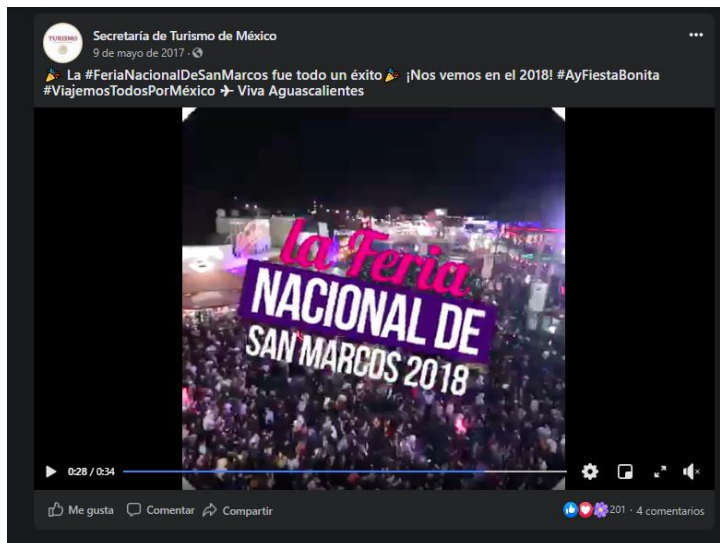 TURISMO
Secretaría de Turismo de México
9 de mayo de 2017 ·
🎉 La #FeriaNacionalDeSanMarcos fue todo un éxito🎉 ¡Nos vemos en el 2018! #AyFiestaBonita
#ViajemosTodosPorMéxico ✈ Viva Aguascalientes
la Feria
NACIONAL DE
SAN MARCOS 2018
0:28 / 0:34
Me gusta Comentar Compartir 201 · 4 comentarios